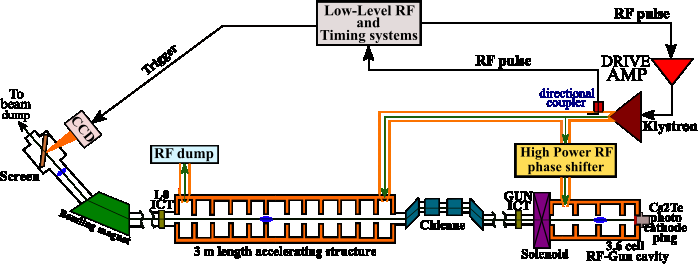 Low-Level RF
and
Timing systems
RF pulse
RF pulse
DRIVE
AMP
Trigger
directional
coupler
Klystron
To
beam
dump
CCD
Screen
RF dump
High Power RF
phase shifter
L0
ICT
GUN
ICT
Cs2Te
photo
cathode
plug
Bending magnet
Chicane
Solenoid
3 m length accelerating structure
3.6 cell
RF-Gun cavity